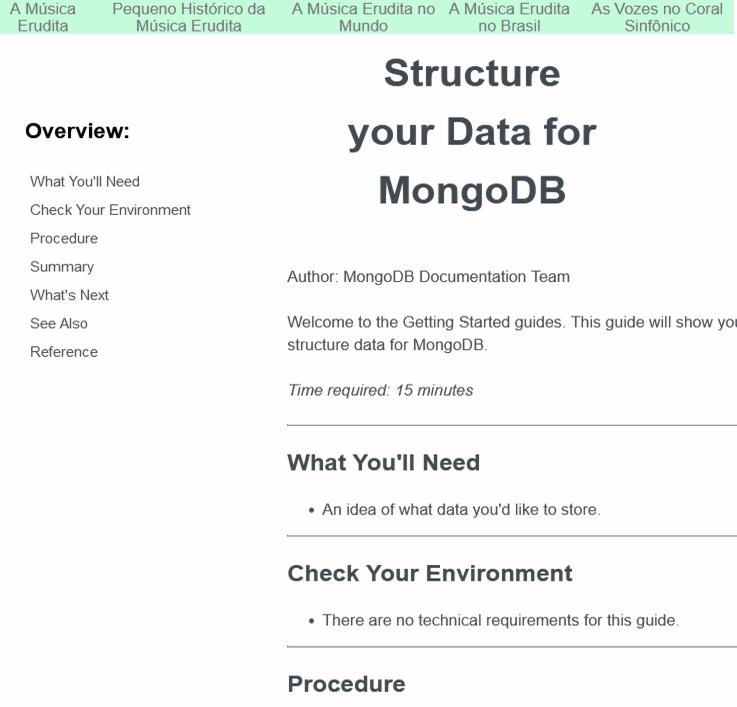 A Música
Erudita
Pequeno Histórico da
Música Erudita
A Música Erudita no
Mundo
A Música Erudita
no Brasil
As Vozes no Coral
Sinfônico
Overview:
What You'll Need
Check Your Environment
Procedure
Summary
What's Next
See Also
Reference
Structure
your Data for
MongoDB
Author: MongoDB Documentation Team
Welcome to the Getting Started guides. This guide will show you
structure data for MongoDB.
Time required: 15 minutes
What You'll Need
• An idea of what data you'd like to store.
Check Your Environment
• There are no technical requirements for this guide.
Procedure